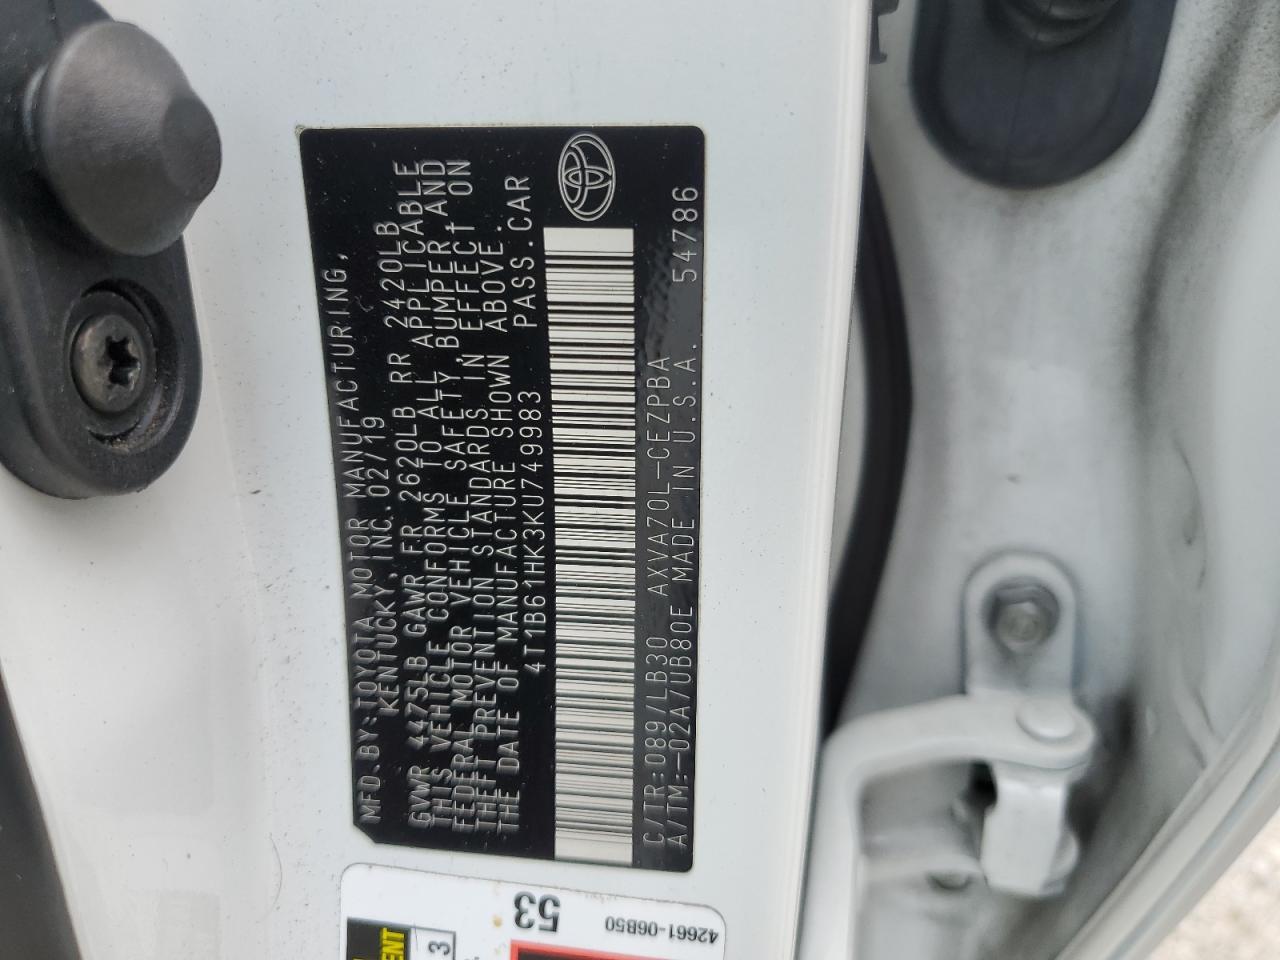 MFD.BY:TOYOTA MOTOR MANUFACTURING,
KENTUCKY,INC.02/19
GVWR 4475LB GAWR FR 2620LB RR 2420LB
THIS VEHICLE CONFORMS TO ALL APPLICABLE
FEDERAL MOTOR VEHICLE SAFETY,BUMPER,AND
THEFT PREVENTION STANDARDS IN EFFECT ON
THE DATE OF MANUFACTURE SHOWN ABOVE.
4T1B61HK3KU749983 PASS.CAR
C/TR:089/LB30 AXVA70L-CEZPBA
A/TM:-02A/UB80E MADE IN U.S.A. 54786
53
42661-06B50
3